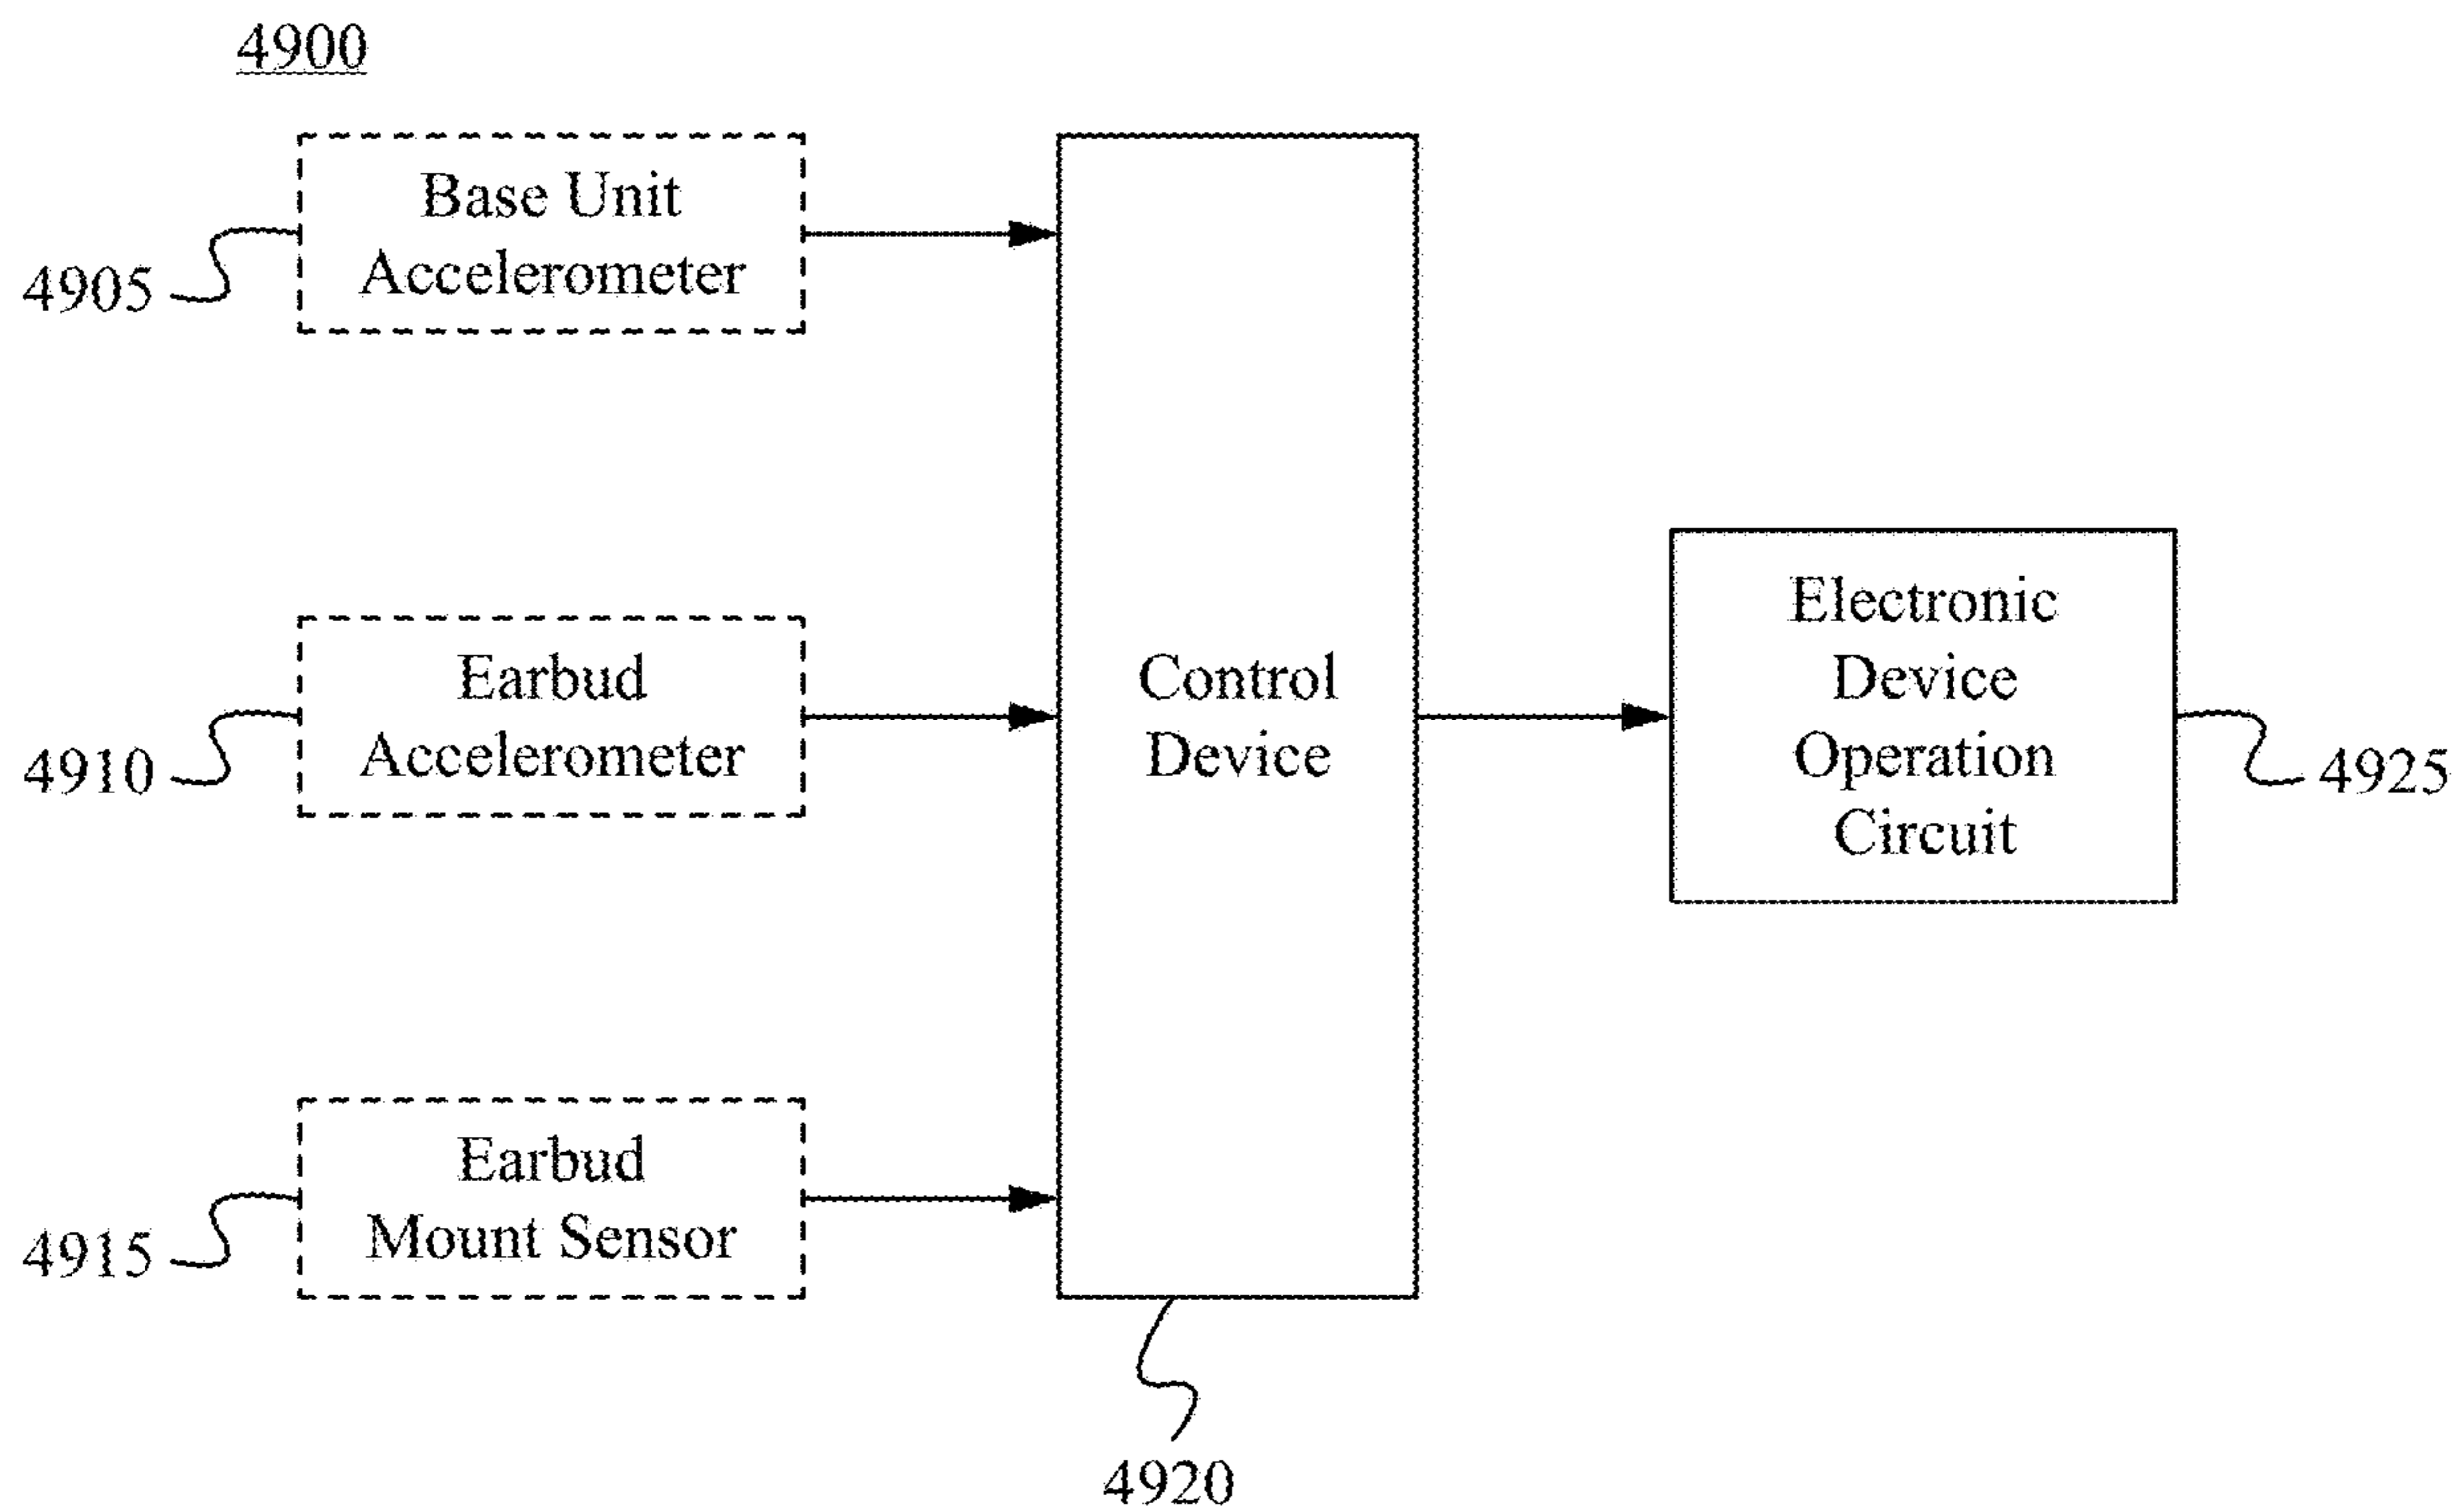 4900
Base Unit
Accelerometer
4905
Earbud
Accelerometer
4910
Earbud
Mount Sensor
4915
Control
Device
4920
Electronic
Device
Operation
Circuit
4925